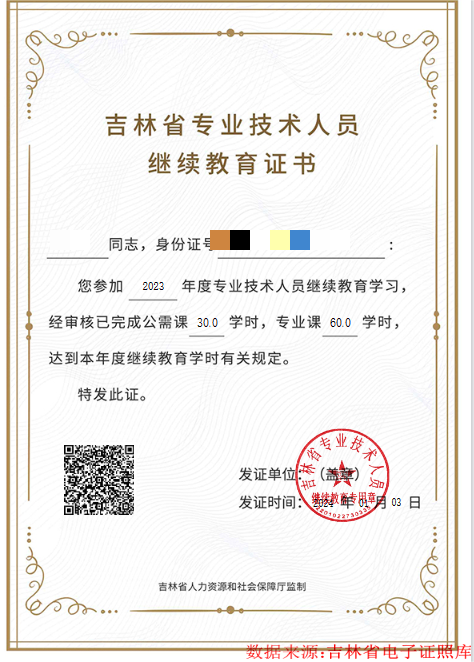 吉林省专业技术人员
继续教育证书
同志，身份证号：
您参加 2023 年度专业技术人员继续教育学习，
经审核已完成公需课 30.0 学时，专业课 60.0 学时，
达到本年度继续教育学时有关规定。
特发此证。
吉林省专业技术人员
发证单位：（盖章）
继续教育专用章
发证时间：2024 年 01 月 03 日
吉林省人力资源和社会保障厅监制
数据来源:吉林省电子证照库